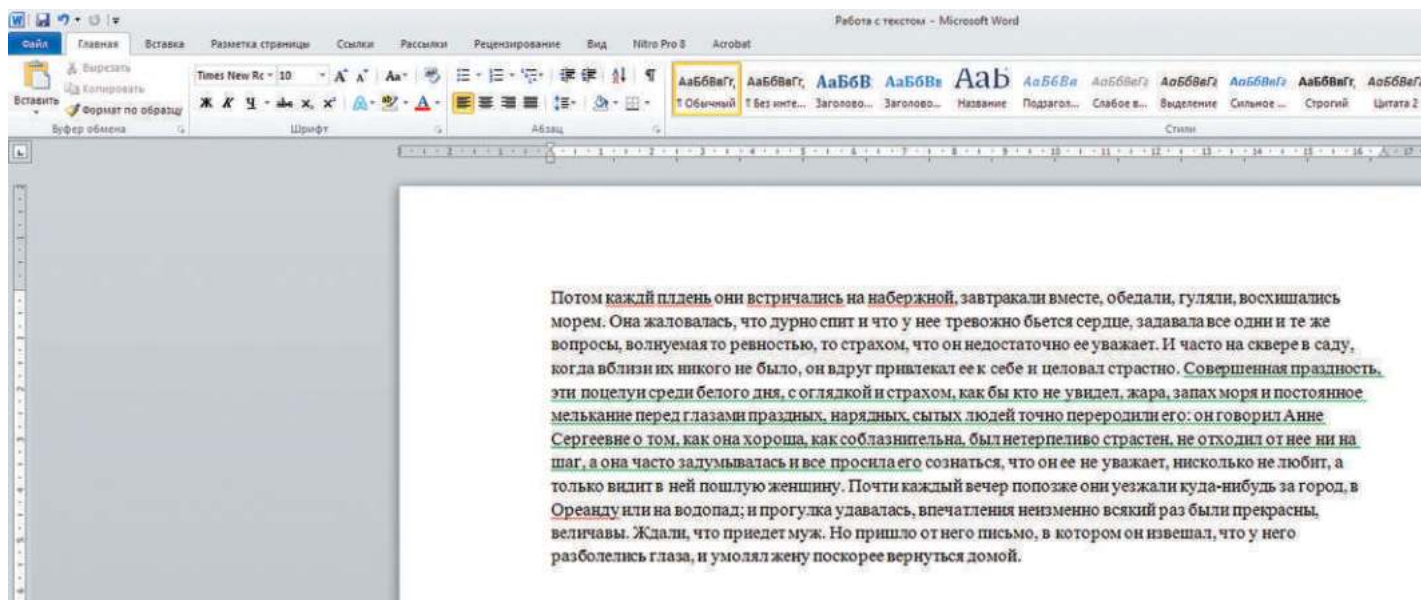 Работа с текстом - Microsoft Word
Файл Главная Вставка Разметка страницы Ссылки Рассылки Рецензирование Вид Nitro Pro 8 Acrobat
Вырезать
Копировать
Формат по образцу
Вставить
Буфер обмена
Times New Rc 10
Ж К Ч abc x, x²
Шрифт
Абзац
АаБбВвГг, АаБбВвГг, АаБбВ АаБбВв АаЬ АаБбВв АаБбВвГг АаБбВвГг АаБбВвГг АаБбВвГг, АаБбВвГг
Обычный Без инте... Заголово... Заголово... Название Подзагол... Слабое в... Выделение Сильное ... Строгий Цитата 2
Стили
Потом каждй плдень они встричались на набержной, завтракали вместе, обедали, гуляли, восхищались
морем. Она жаловалась, что дурно спит и что у нее тревожно бьется сердце, задавала все одни и те же
вопросы, волнуемая то ревностью, то страхом, что он недостаточно ее уважает. И часто на сквере в саду,
когда вблизи их никого не было, он вдруг привлекал ее к себе и целовал страстно. Совершенная праздность,
эти поцелуи среди белого дня, с оглядкой и страхом, как бы кто не увидел, жара, запах моря и постоянное
мелькание перед глазами праздных, нарядных, сытых людей точно переродили его: он говорил Анне
Сергеевне о том, как она хороша, как соблазнительна, был нетерпеливо страстен, не отходил от нее ни на
шаг, а она часто задумывалась и все просила его сознаться, что он ее не уважает, нисколько не любит, а
только видит в ней пошлую женщину. Почти каждый вечер попозже они уезжали куда-нибудь за город, в
Ореанду или на водопад; и прогулка удавалась, впечатления неизменно всякий раз были прекрасны,
величавы. Ждали, что приедет муж. Но пришло от него письмо, в котором он извещал, что у него
разболелись глаза, и умолял жену поскорее вернуться домой.